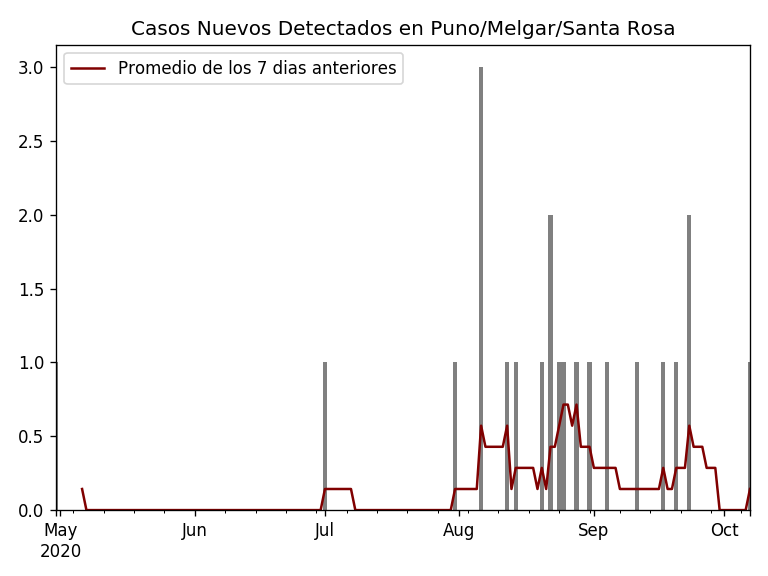 Casos Nuevos Detectados en Puno/Melgar/Santa Rosa
Promedio de los 7 dias anteriores
3.0
2.5
2.0
1.5
1.0
0.5
0.0
May Jun Jul Aug Sep Oct
2020